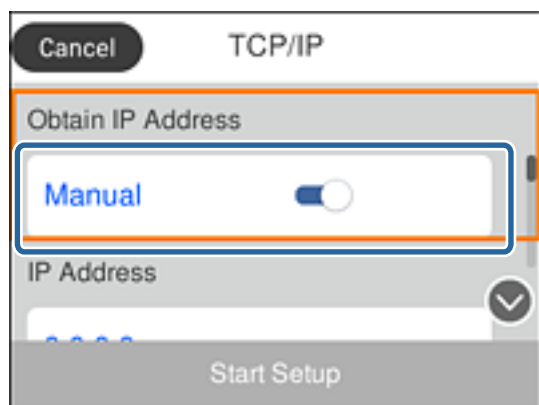 Cancel
TCP/IP
Obtain IP Address
Manual
IP Address
Start Setup